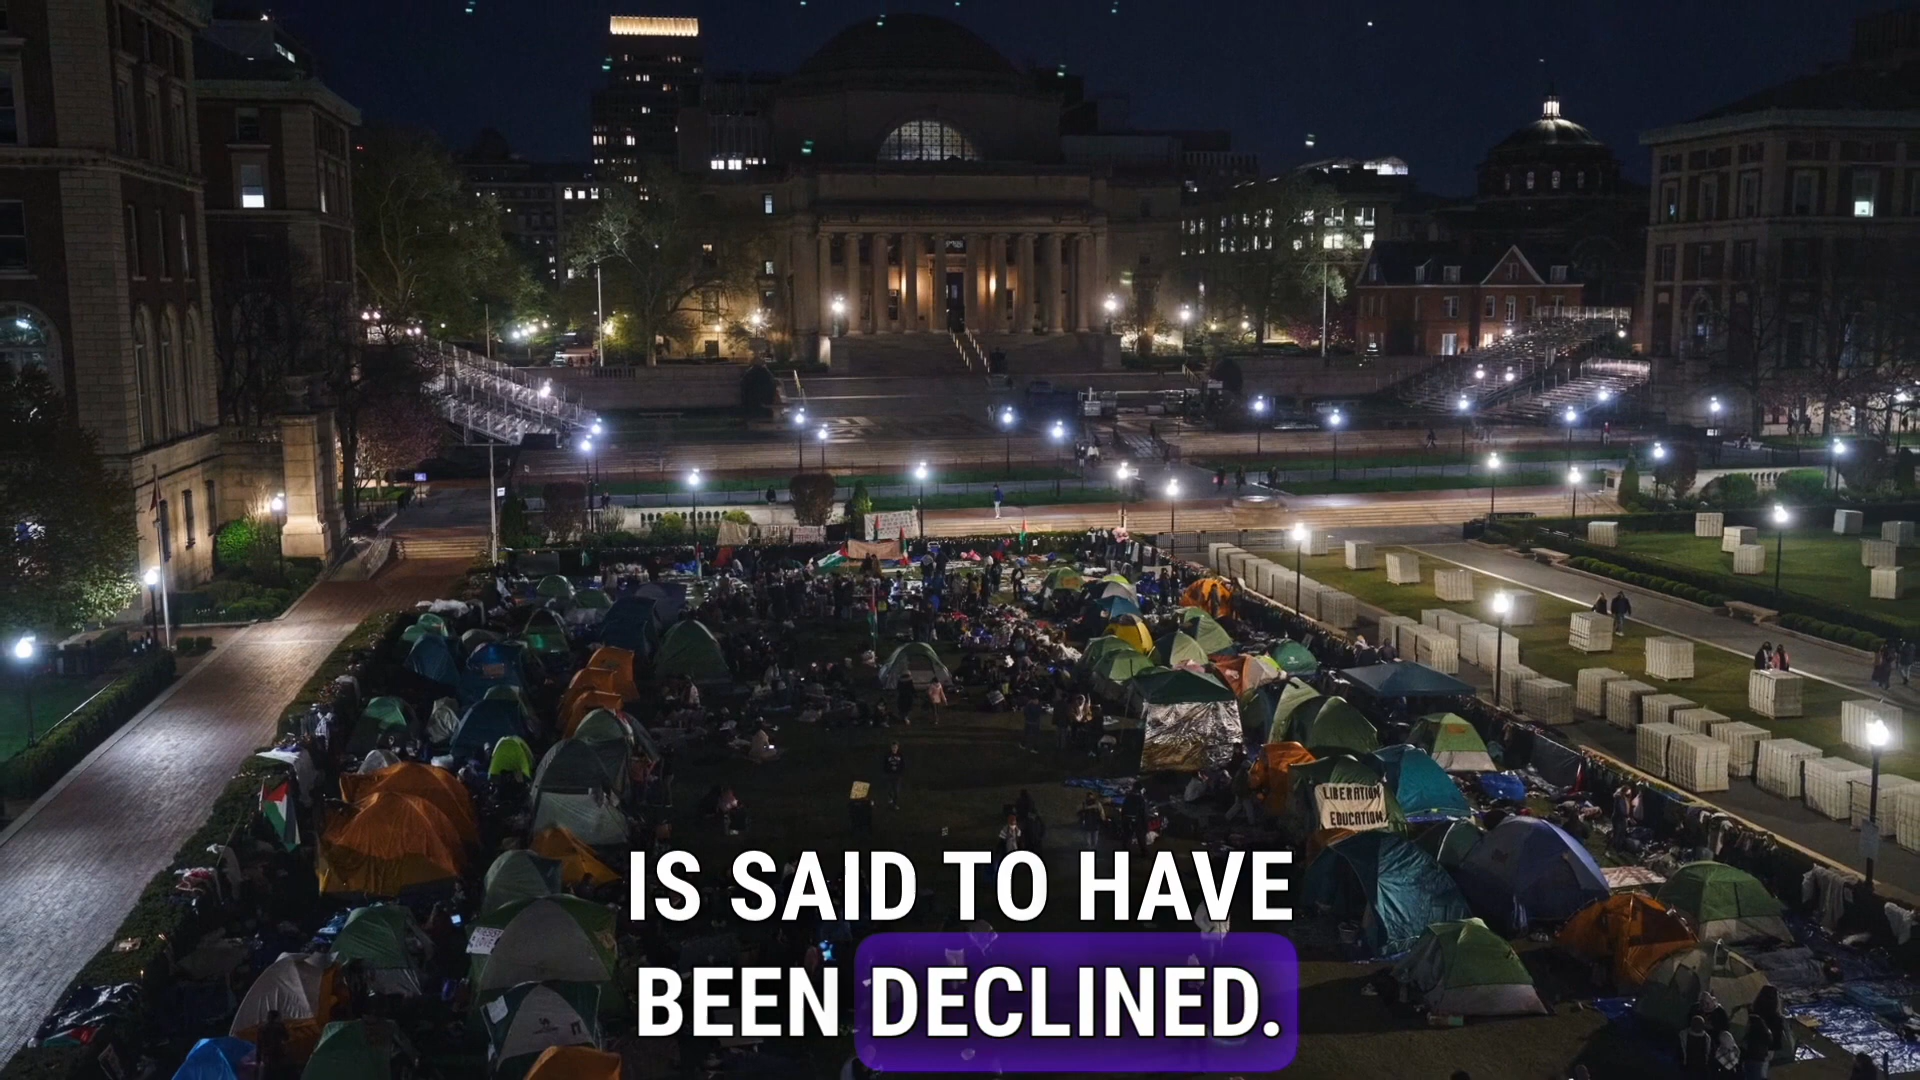 LIBERATION
EDUCATION
IS SAID TO HAVE
BEEN DECLINED.